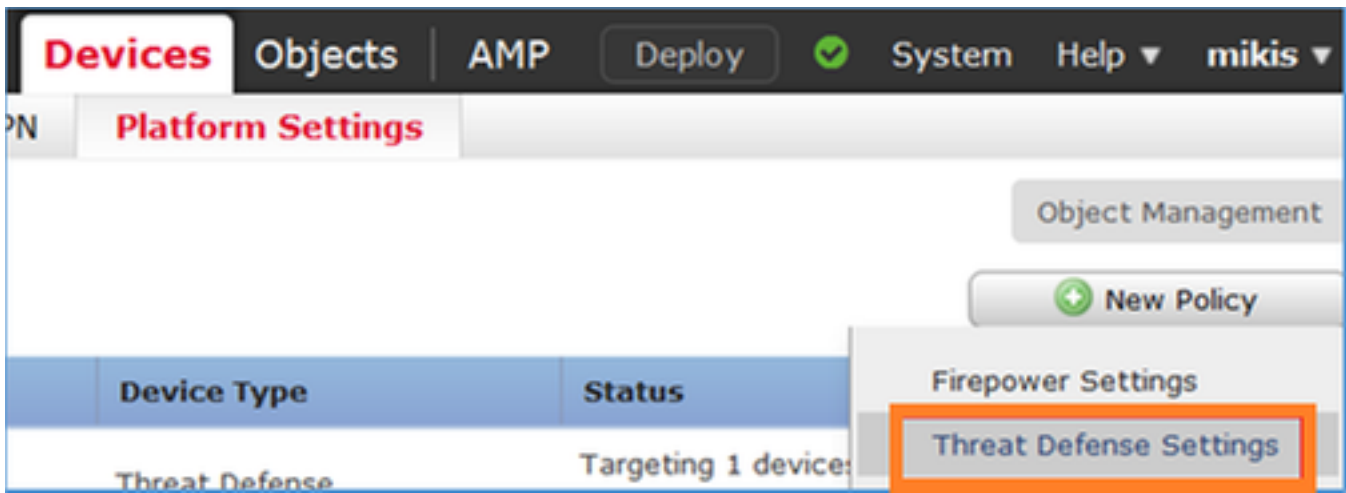 Devices Objects AMP Deploy System Help mikis
PN Platform Settings
Object Management
New Policy
Device Type Status
Firepower Settings
Threat Defense Settings
Threat Defense Targeting 1 devices